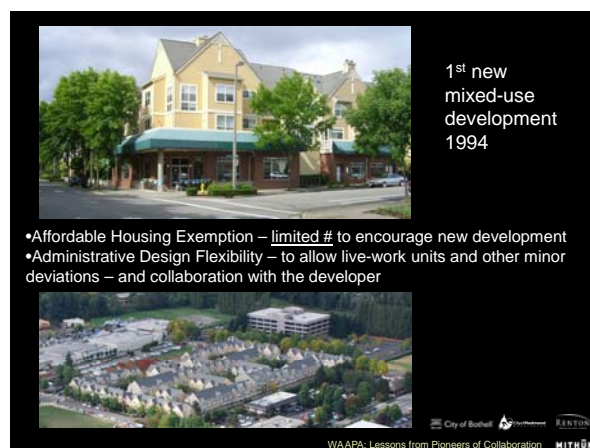 1st new
mixed-use
development
1994
•Affordable Housing Exemption – limited # to encourage new development
•Administrative Design Flexibility – to allow live-work units and other minor
deviations – and collaboration with the developer
City of Bothell
RENTON
WAAPA: Lessons from Pioneers of Collaboration
MITHŪN